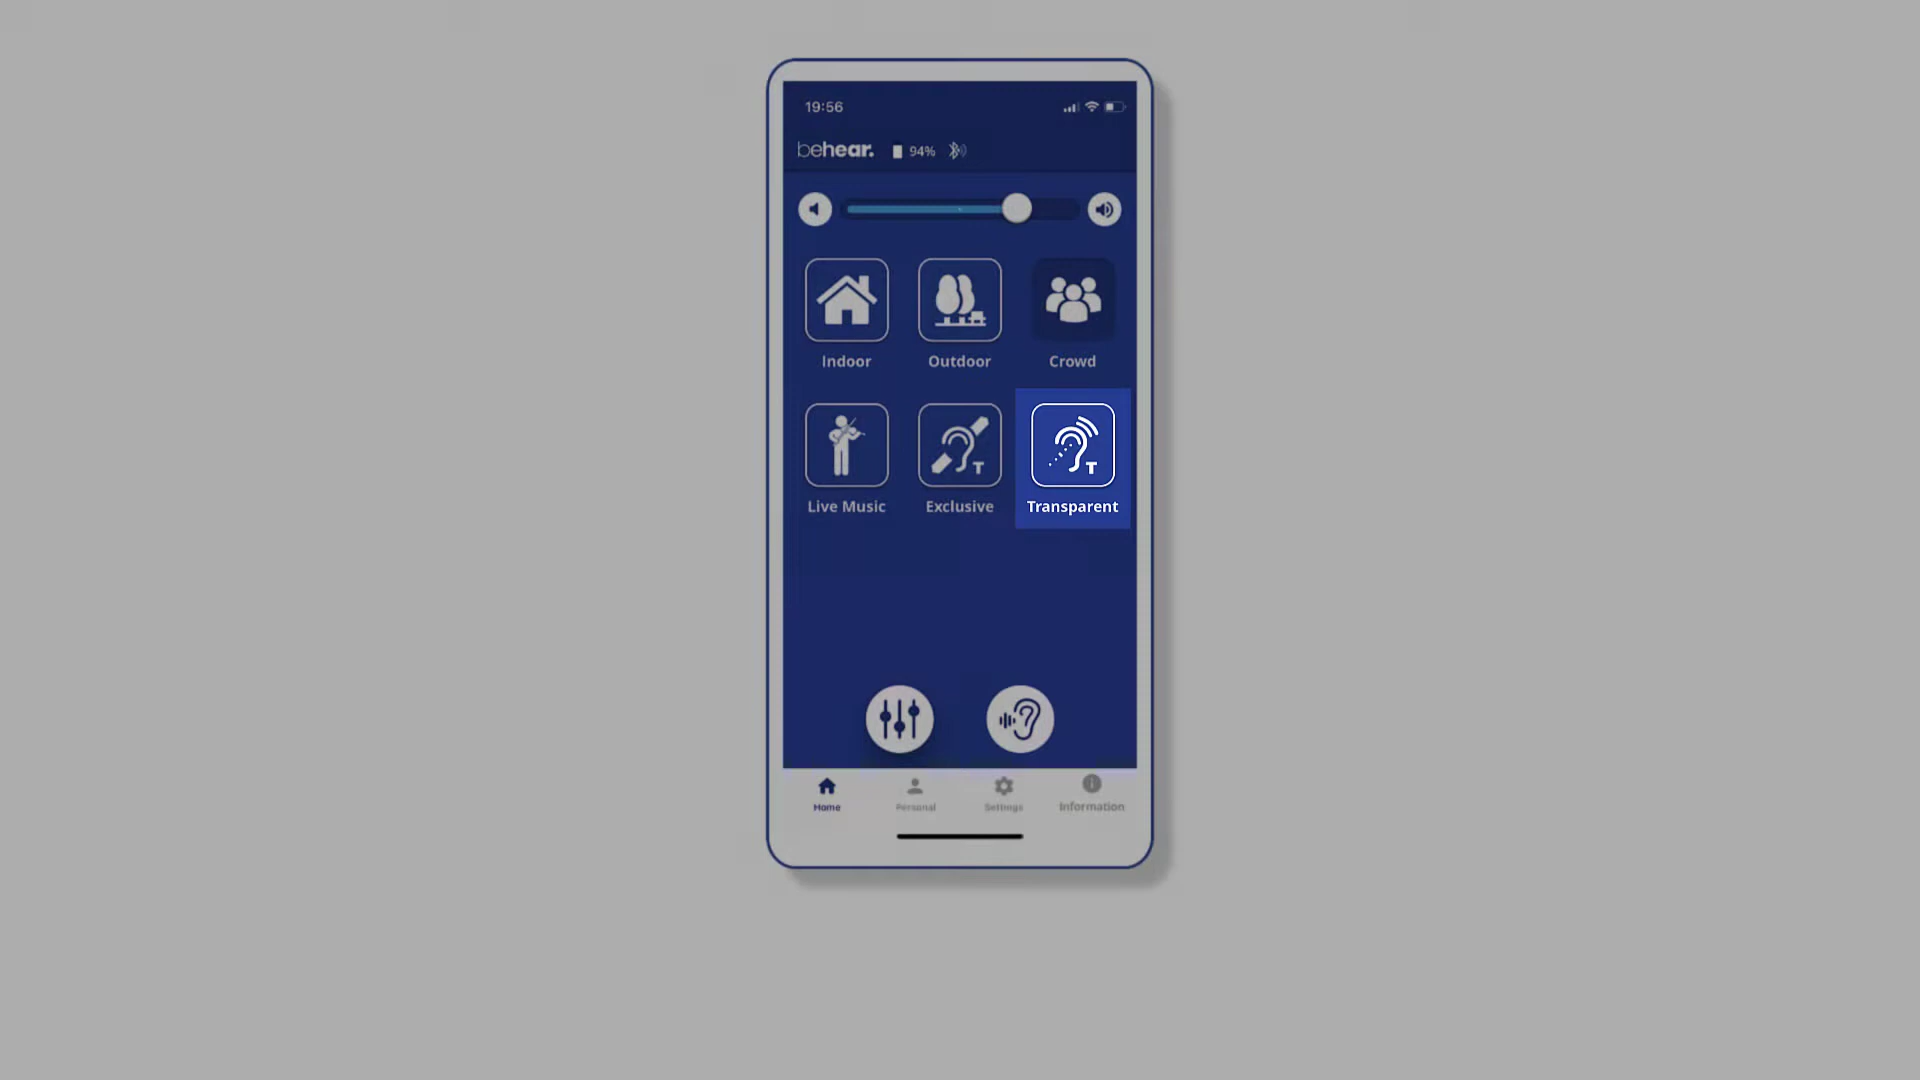 19:56
behear. 94%
Indoor Outdoor Crowd
T T
Live Music Exclusive Transparent
Home Personal Settings Information